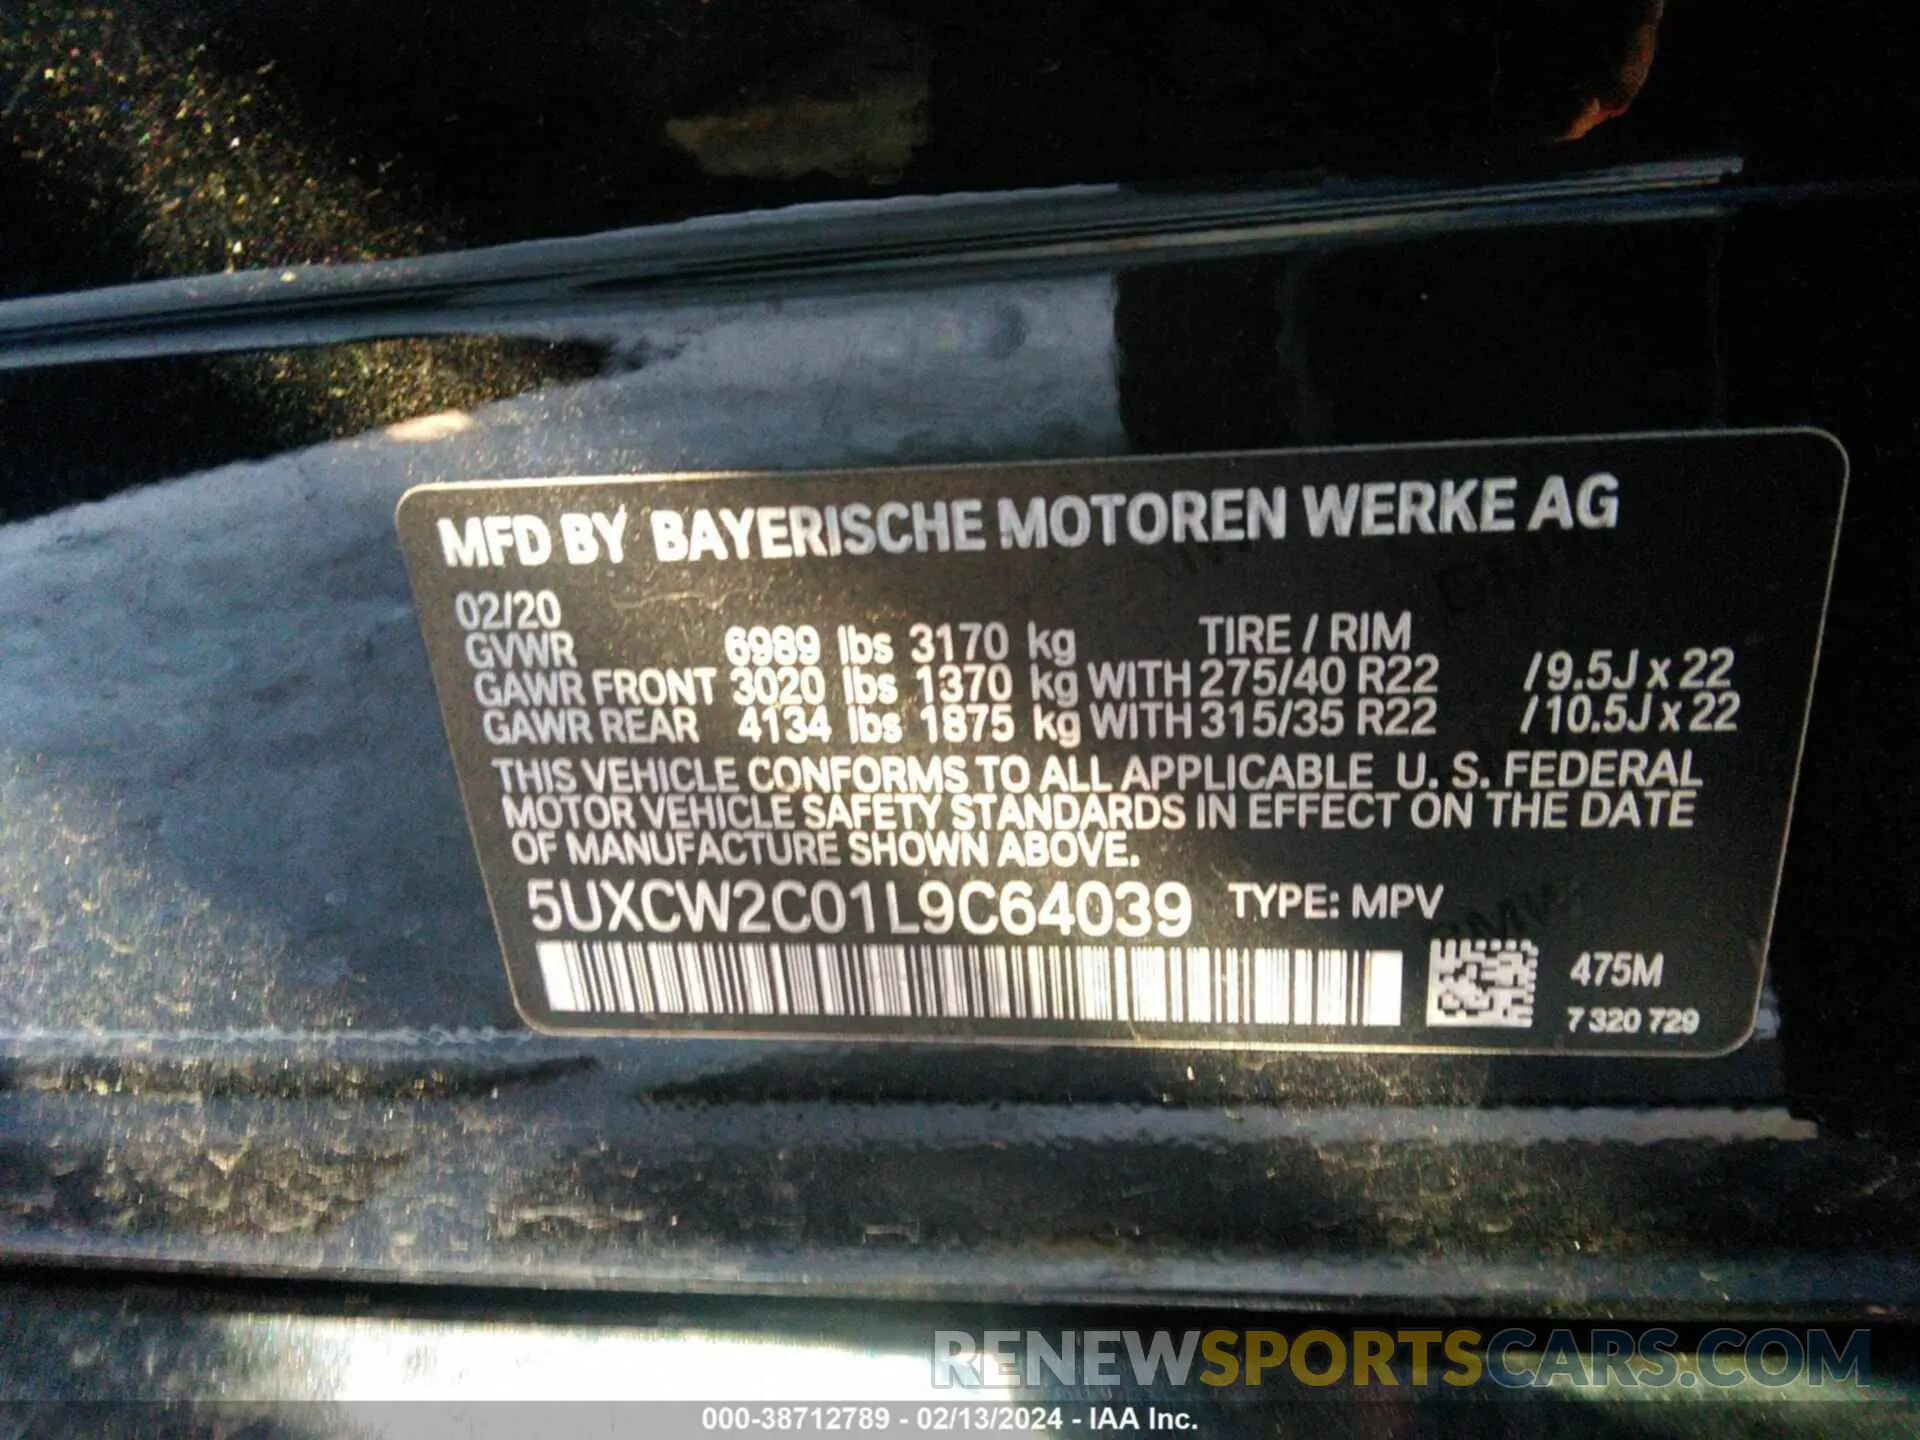 MFD BY BAYERISCHE MOTOREN WERKE AG
02/20
GVWR 6989 lbs 3170 kg TIRE / RIM
GAWR FRONT 3020 lbs 1370 kg WITH 275/40 R22 / 9.5J x 22
GAWR REAR 4134 lbs 1875 kg WITH 315/35 R22 / 10.5J x 22
THIS VEHICLE CONFORMS TO ALL APPLICABLE U. S. FEDERAL
MOTOR VEHICLE SAFETY STANDARDS IN EFFECT ON THE DATE
OF MANUFACTURE SHOWN ABOVE.
5UXCW2C01L9C64039 TYPE: MPV
475M
7 320 729
RENEWSPORTSCARS.COM
000-38712789 - 02/13/2024 - IAA Inc.